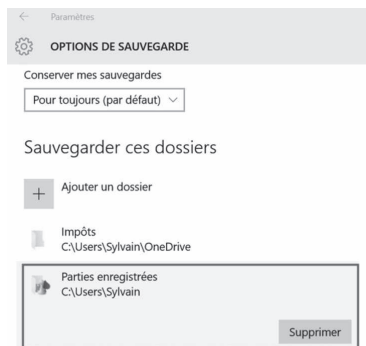 Paramètres
OPTIONS DE SAUVEGARDE
Conserver mes sauvegardes
Pour toujours (par défaut)
Sauvegarder ces dossiers
Ajouter un dossier
Impôts
C:\Users\Sylvain\OneDrive
Parties enregistrées
C:\Users\Sylvain
Supprimer